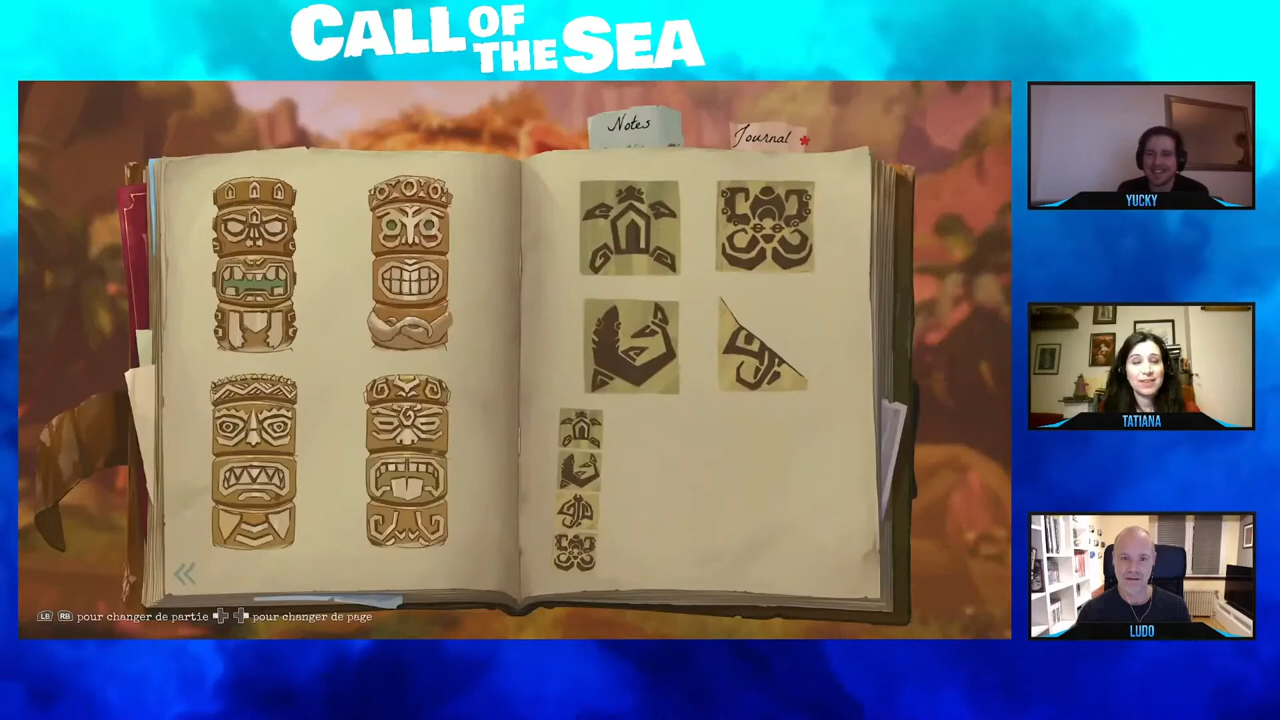 CALL OF THE SEA
Notes
Journal *
YUCKY
TATIANA
LUDO
LB RB pour changer de partie pour changer de page